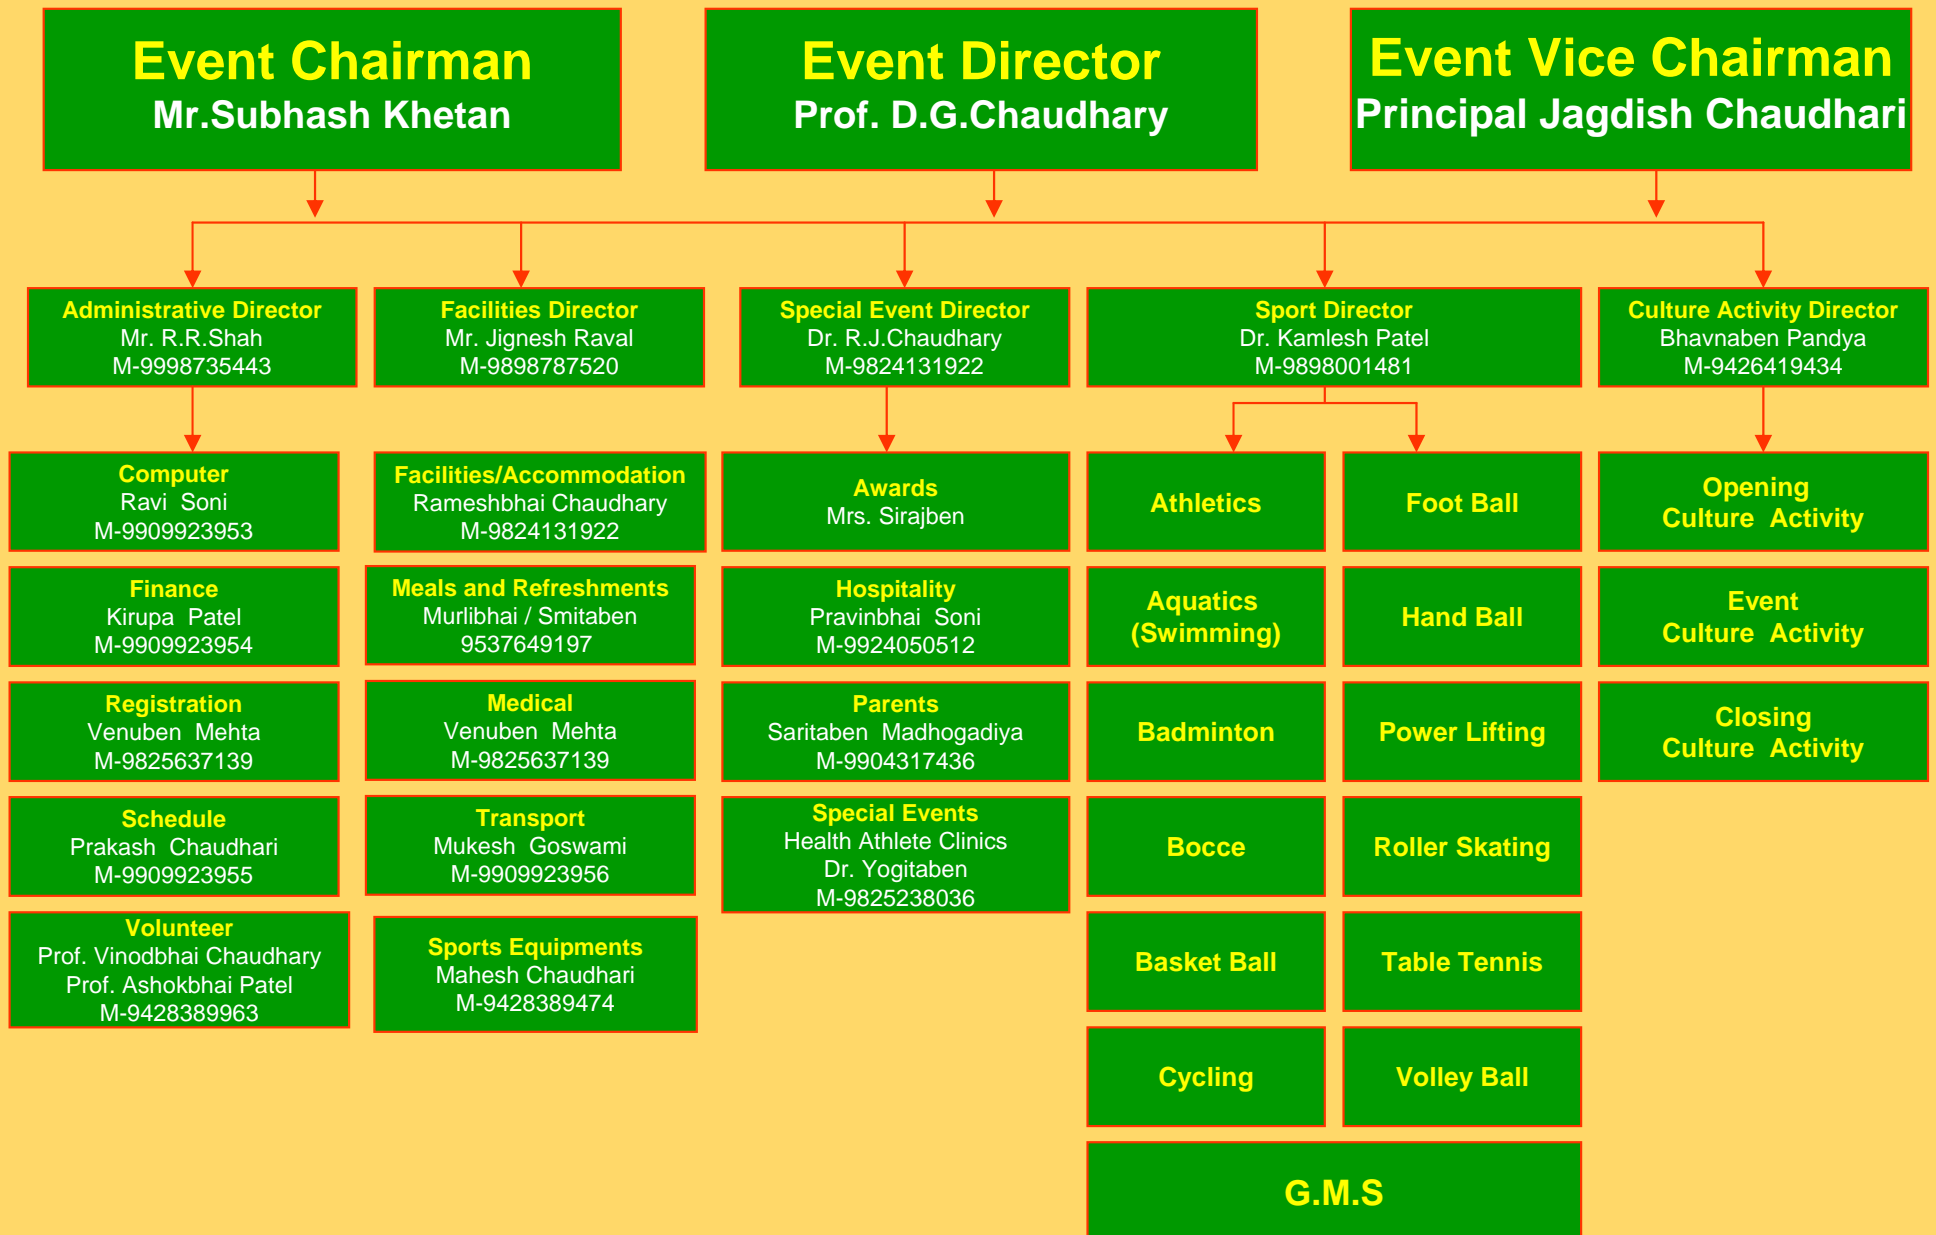 Event Chairman
Mr.Subhash Khetan
Event Director
Prof. D.G.Chaudhary
Event Vice Chairman
Principal Jagdish Chaudhari
Administrative Director
Mr. R.R.Shah
M-9998735443
Facilities Director
Mr. Jignesh Raval
M-9898787520
Special Event Director
Dr. R.J.Chaudhary
M-9824131922
Sport Director
Dr. Kamlesh Patel
M-9898001481
Culture Activity Director
Bhavnaben Pandya
M-9426419434
Computer
Ravi Soni
M-9909923953
Facilities/Accommodation
Rameshbhai Chaudhary
M-9824131922
Awards
Mrs. Sirajben
Athletics
Foot Ball
Opening
Culture Activity
Finance
Kirupa Patel
M-9909923954
Meals and Refreshments
Murlibhai / Smitaben
9537649197
Hospitality
Pravinbhai Soni
M-9924050512
Aquatics
(Swimming)
Hand Ball
Event
Culture Activity
Registration
Venuben Mehta
M-9825637139
Medical
Venuben Mehta
M-9825637139
Parents
Saritaben Madhogadiya
M-9904317436
Badminton
Power Lifting
Closing
Culture Activity
Schedule
Prakash Chaudhari
M-9909923955
Transport
Mukesh Goswami
M-9909923956
Special Events
Health Athlete Clinics
Dr. Yogitaben
M-9825238036
Bocce
Roller Skating
Volunteer
Prof. Vinodbhai Chaudhary
Prof. Ashokbhai Patel
M-9428389963
Sports Equipments
Mahesh Chaudhari
M-9428389474
Basket Ball
Table Tennis
Cycling
Volley Ball
G.M.S